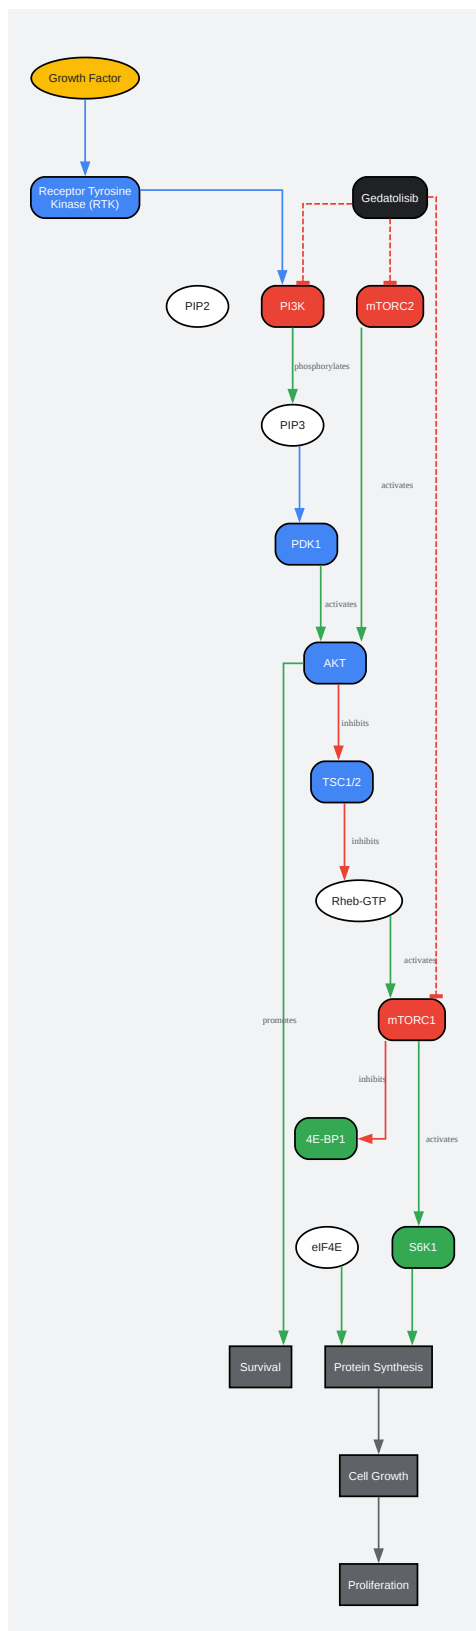 Growth Factor
Receptor Tyrosine
Kinase (RTK)
Gedatolisib
PIP2
PI3K
mTORC2
phosphorylates
PIP3
activates
PDK1
activates
AKT
inhibits
TSC1/2
inhibits
Rheb-GTP
activates
promotes
mTORC1
inhibits
4E-BP1
activates
eIF4E
S6K1
Survival
Protein Synthesis
Cell Growth
Proliferation